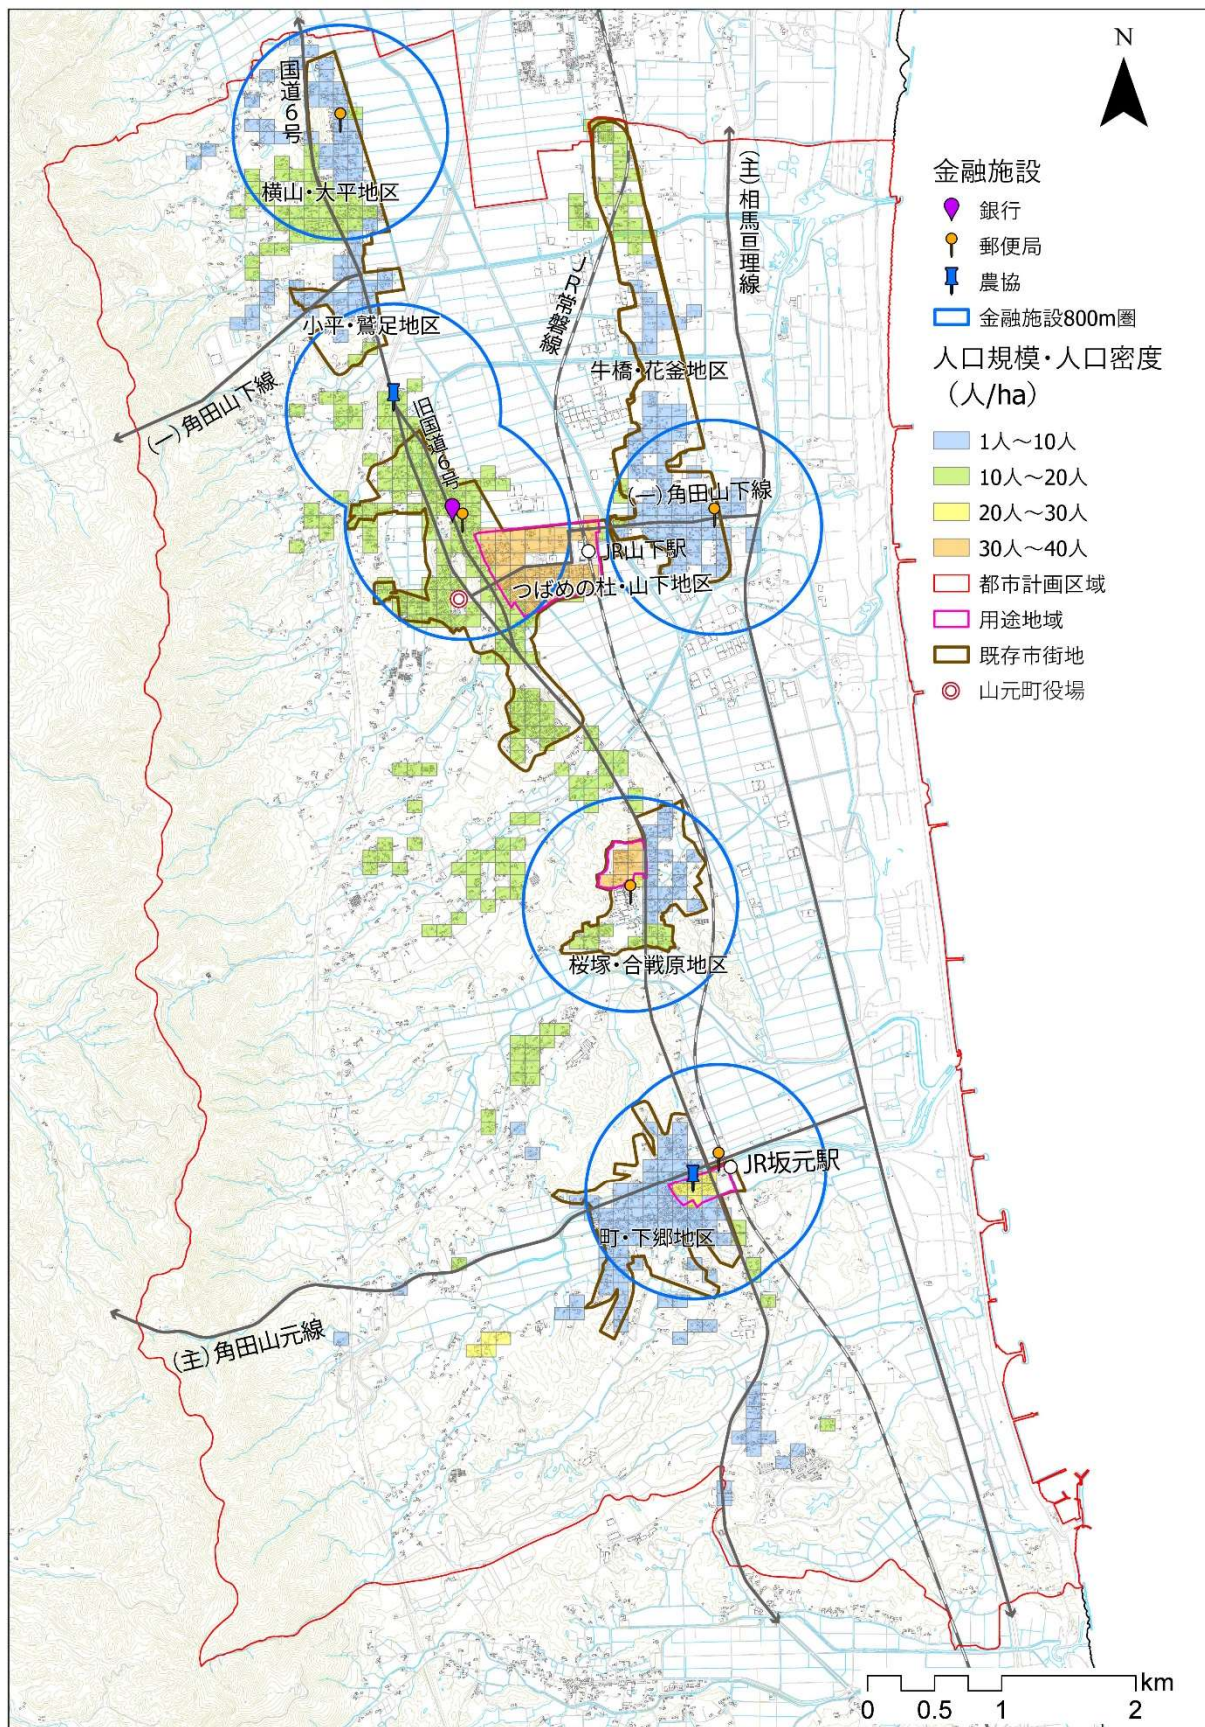 N
金融施設
銀行
郵便局
農協
金融施設800m圏
人口規模・人口密度
（人/ha）
1人～10人
10人～20人
20人～30人
30人～40人
都市計画区域
用途地域
既存市街地
山元町役場
国道6号
横山・大平地区
(主)相馬亘理線
JR常磐線
小平・鷲足地区
(一)角田山下線
牛橋・花釜地区
旧国道6号
(一)角田山下線
JR山下駅
つばめの杜・山下地区
桜塚・合戦原地区
JR坂元駅
町・下郷地区
(主)角田山元線
km
0 0.5 1 2